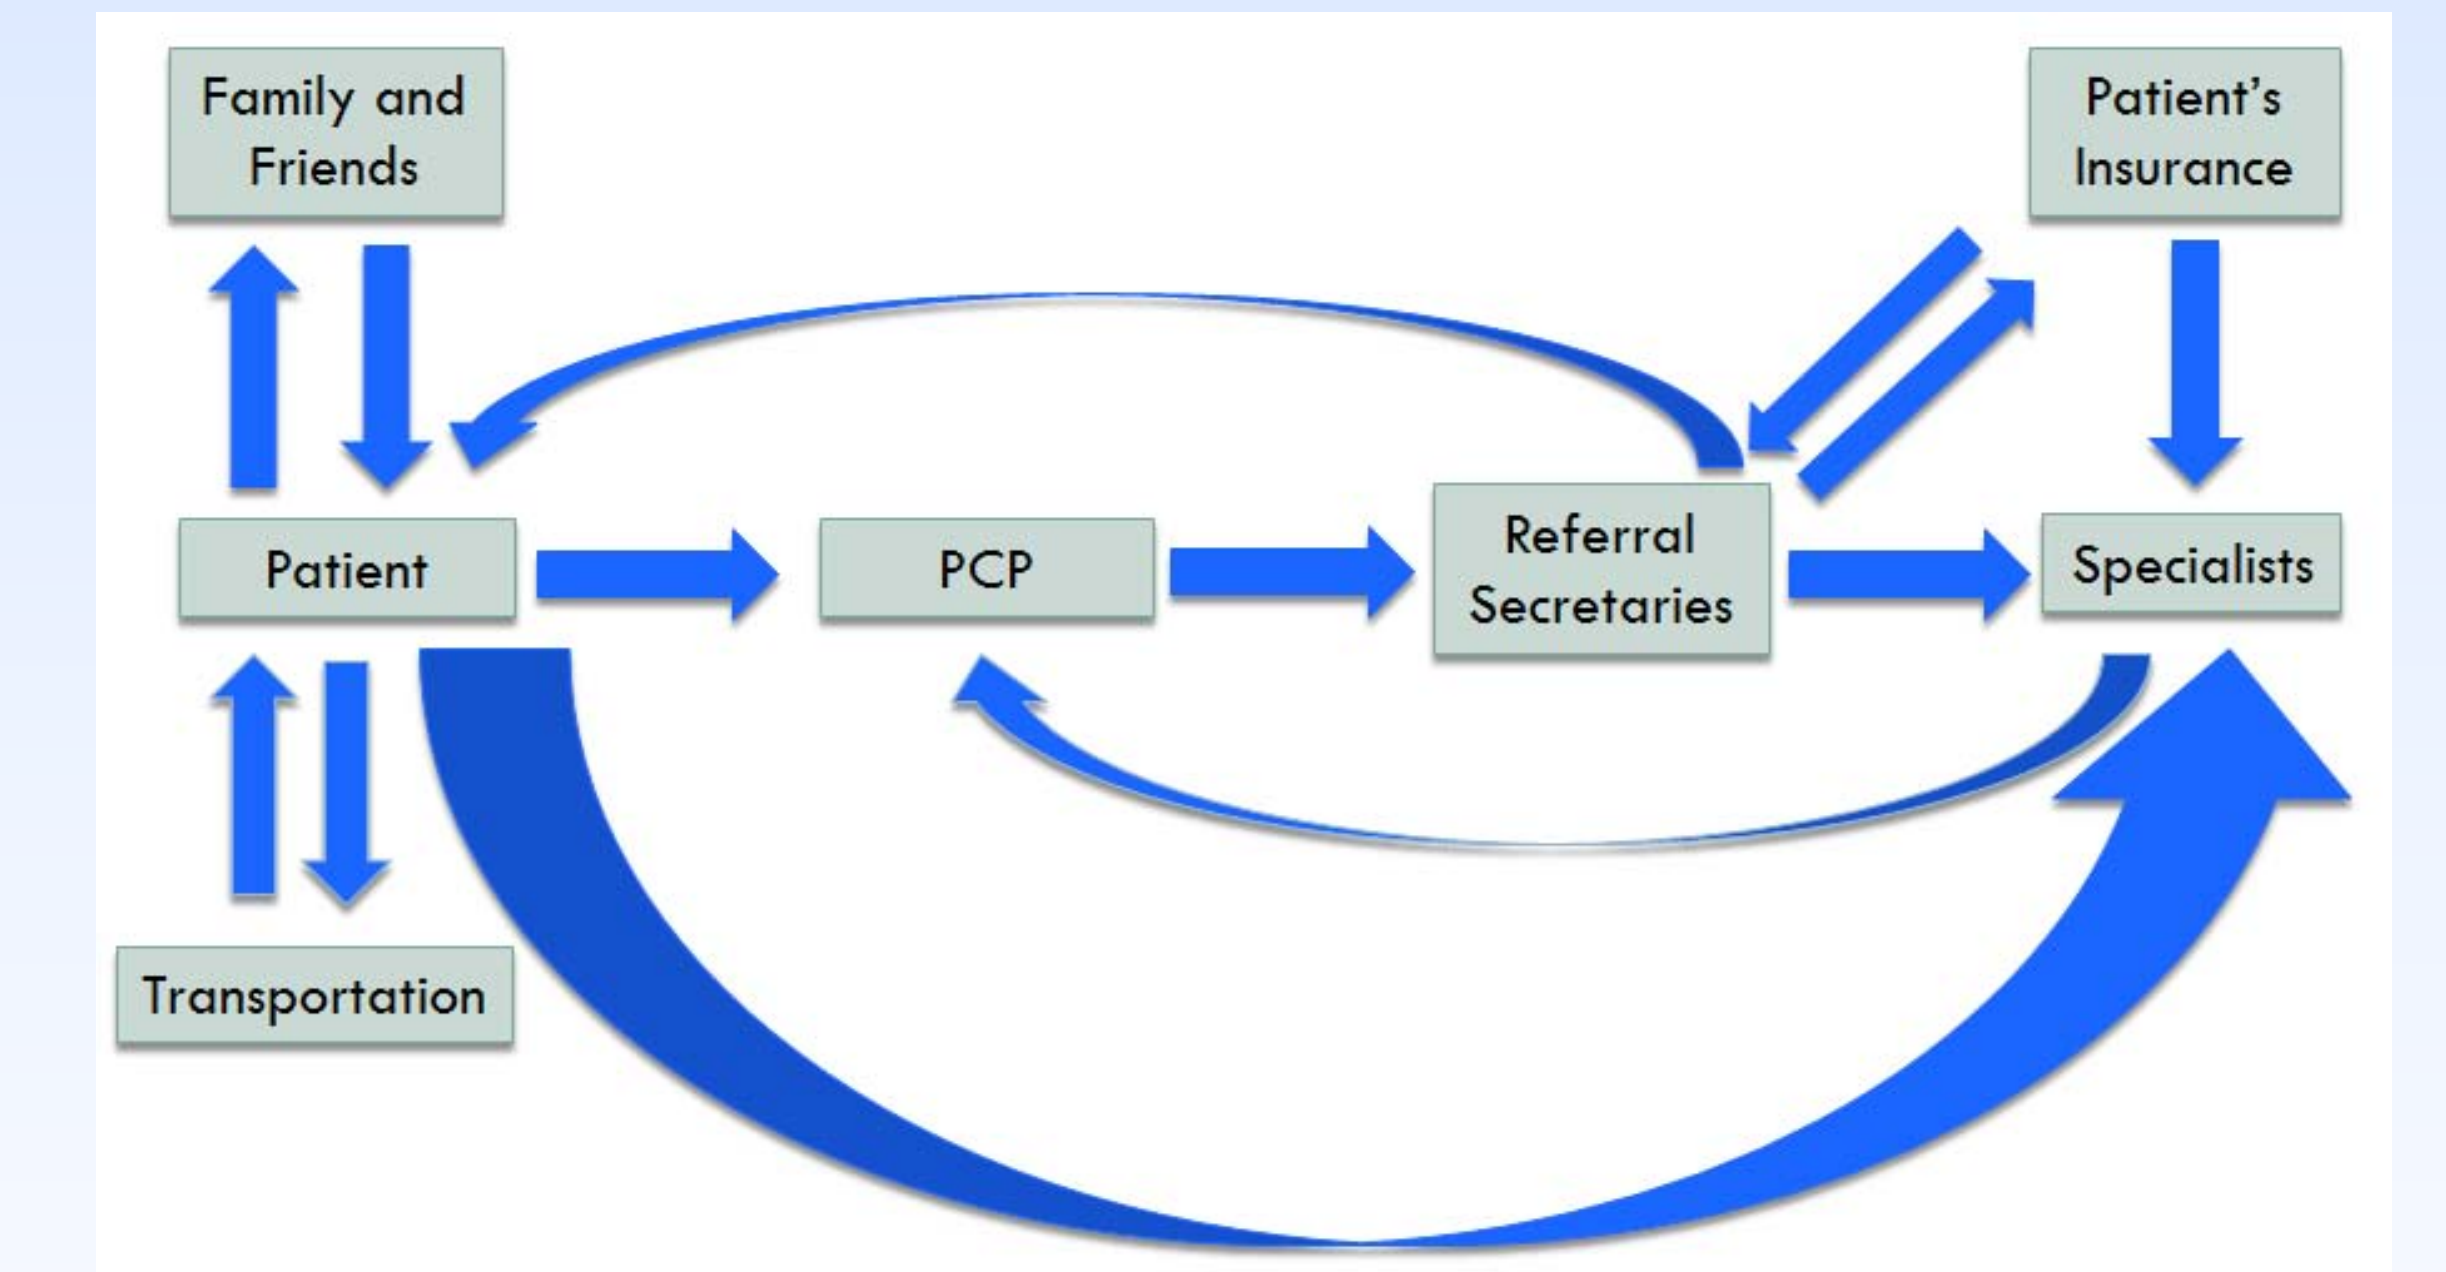 Family and
Friends
Patient's
Insurance
Patient
PCP
Referral
Secretaries
Specialists
Transportation